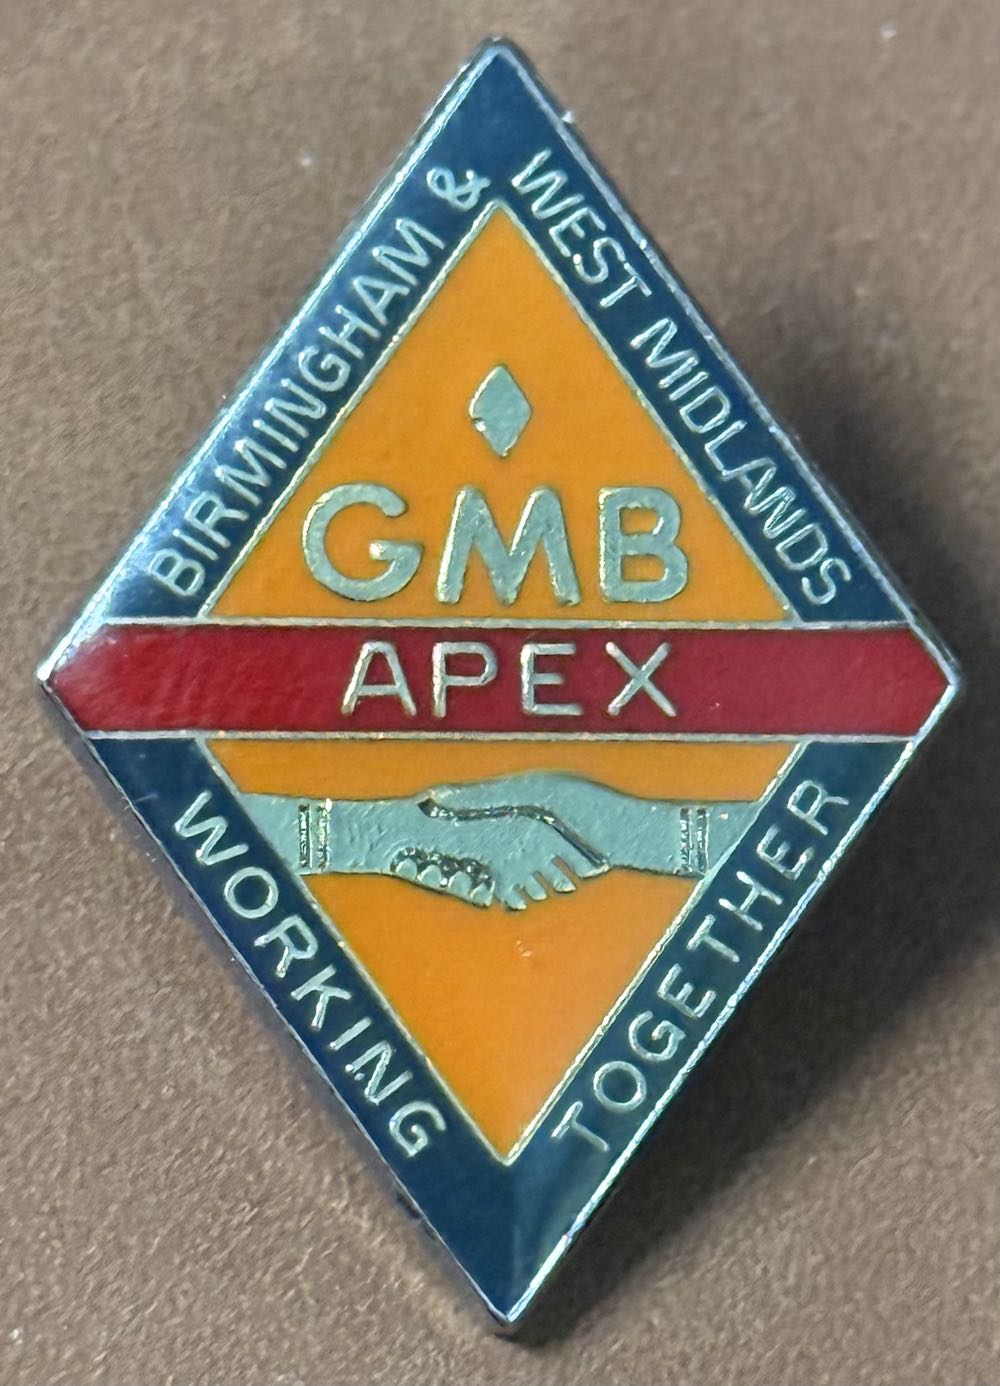 BIRMINGHAM & WEST MIDLANDS
GMB
APEX
WORKING TOGETHER